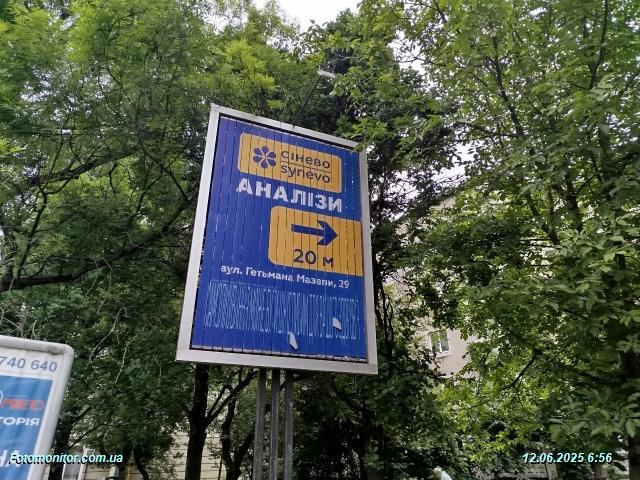 сінево
synevo
АНАЛІЗИ
20 м
вул. Гетьмана Мазепи, 29
740 640
ТОРІЯ
Fotomonitor.com.ua
12.06.2025 6:56